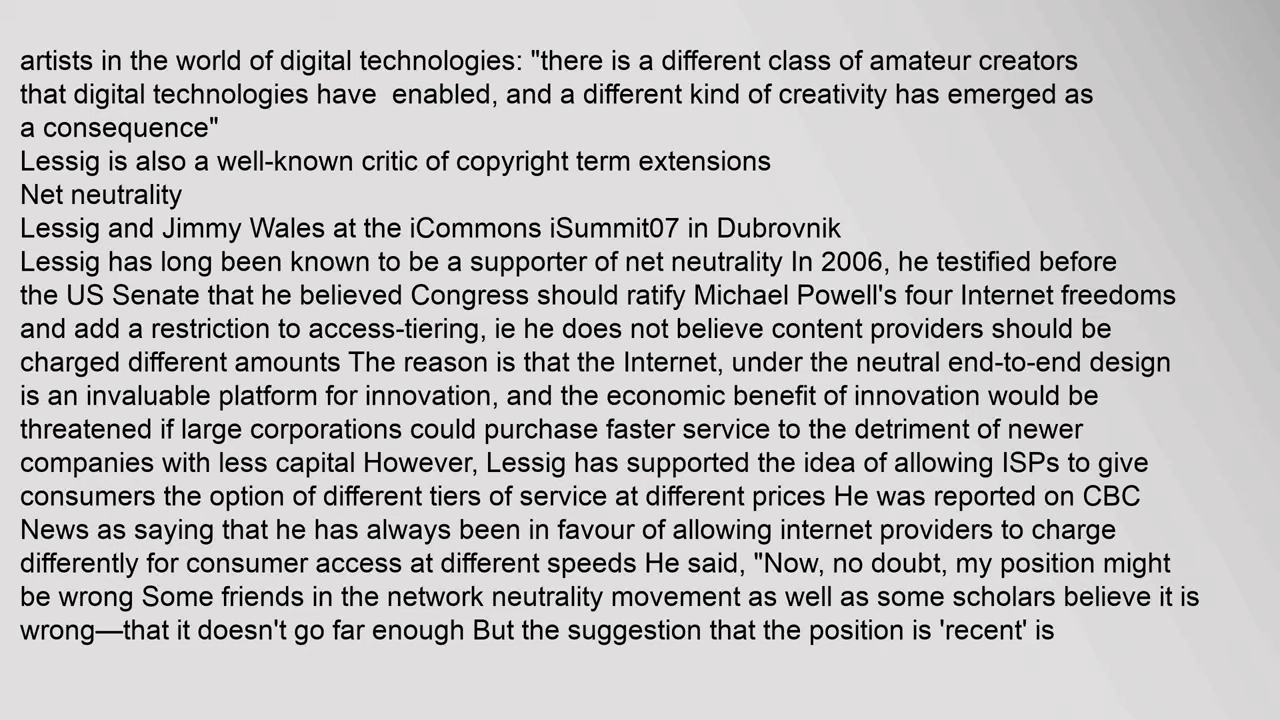 artists in the world of digital technologies: "there is a different class of amateur creators
that digital technologies have  enabled, and a different kind of creativity has emerged as
a consequence"
Lessig is also a well-known critic of copyright term extensions
Net neutrality
Lessig and Jimmy Wales at the iCommons iSummit07 in Dubrovnik
Lessig has long been known to be a supporter of net neutrality In 2006, he testified before
the US Senate that he believed Congress should ratify Michael Powell's four Internet freedoms
and add a restriction to access-tiering, ie he does not believe content providers should be
charged different amounts The reason is that the Internet, under the neutral end-to-end design
is an invaluable platform for innovation, and the economic benefit of innovation would be
threatened if large corporations could purchase faster service to the detriment of newer
companies with less capital However, Lessig has supported the idea of allowing ISPs to give
consumers the option of different tiers of service at different prices He was reported on CBC
News as saying that he has always been in favour of allowing internet providers to charge
differently for consumer access at different speeds He said, "Now, no doubt, my position might
be wrong Some friends in the network neutrality movement as well as some scholars believe it is
wrong—that it doesn't go far enough But the suggestion that the position is 'recent' is